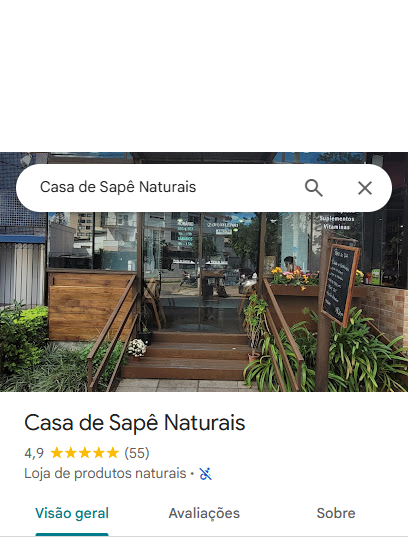 Casa de Sapê Naturais
Suplementos
Vitaminas
Casa de Sapê Naturais
4,9 (55)
Loja de produtos naturais •
Visão geral
Avaliações
Sobre